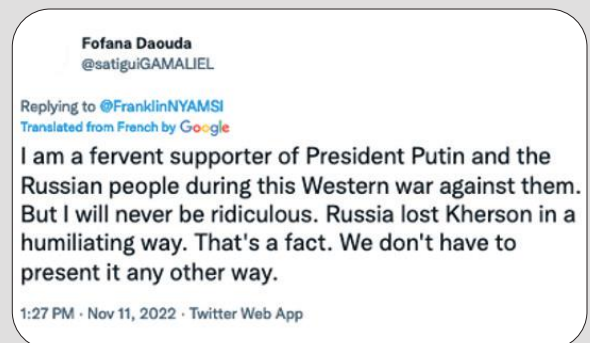 Fofana Daouda
@satiguiGAMALIEL
Replying to @FranklinNYAMSI
Translated from French by Google
I am a fervent supporter of President Putin and the
Russian people during this Western war against them.
But I will never be ridiculous. Russia lost Kherson in a
humiliating way. That's a fact. We don't have to
present it any other way.
1:27 PM · Nov 11, 2022 · Twitter Web App